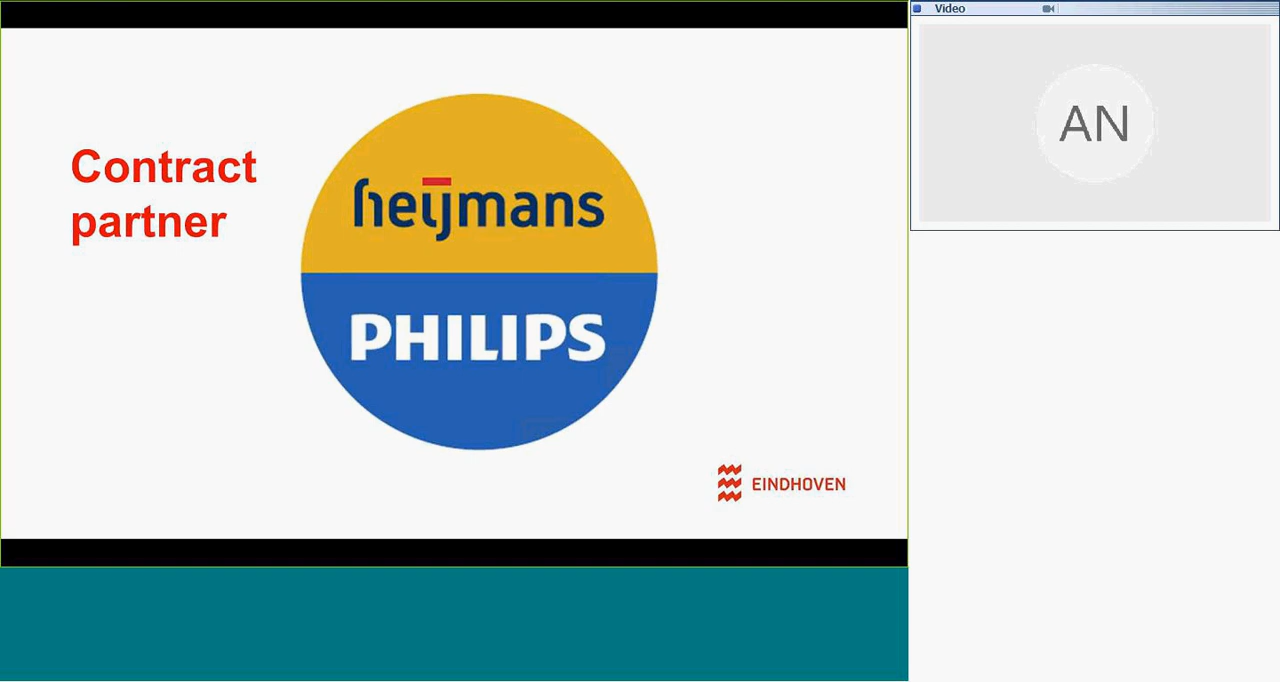 Contract
partner
heijmans
PHILIPS
EINDHOVEN
Video
AN